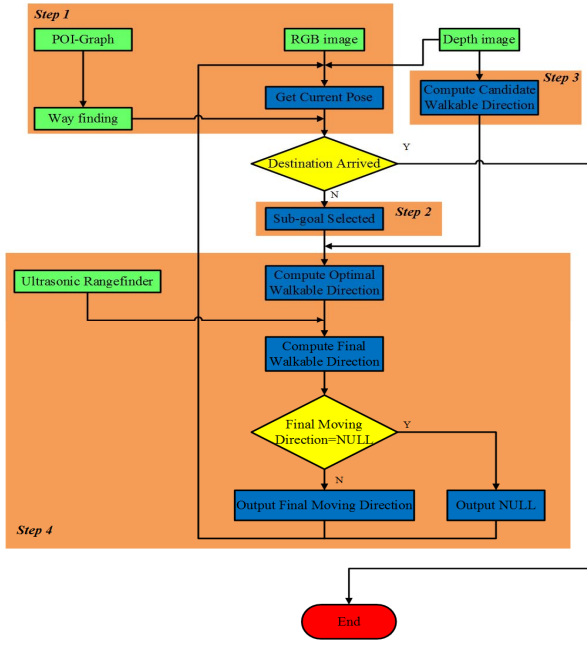 Step 1
POI-Graph
RGB image
Depth image
Step 3
Get Current Pose
Compute Candidate
Walkable Direction
Way finding
Destination Arrived
Y
N
Sub-goal Selected
Step 2
Ultrasonic Rangefinder
Compute Optimal
Walkable Direction
Compute Final
Walkable Direction
Final Moving
Direction=NULL
Y
N
Output Final Moving Direction
Output NULL
Step 4
End